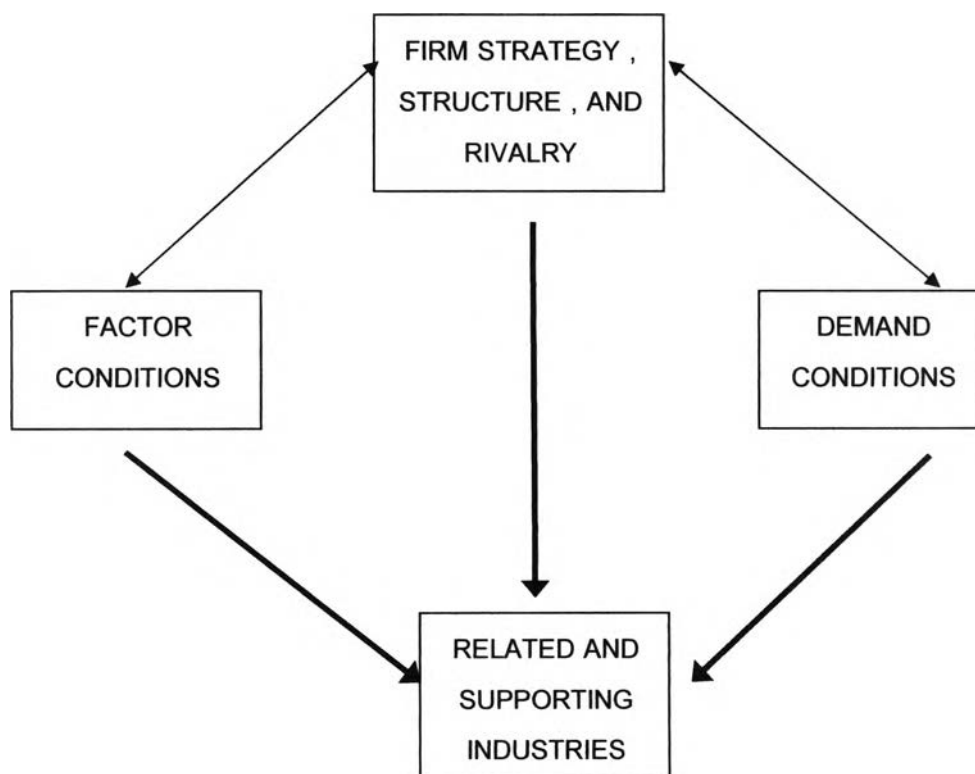 FIRM STRATEGY ,
STRUCTURE , AND
RIVALRY
FACTOR
CONDITIONS
DEMAND
CONDITIONS
RELATED AND
SUPPORTING
INDUSTRIES